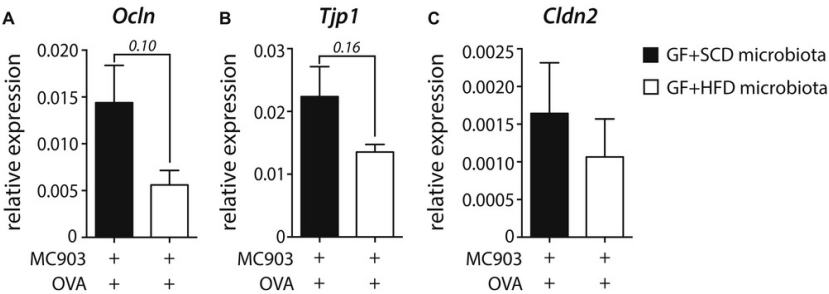 A Ocln
0.10
relative expression
0.020
0.015
0.010
0.005
0
MC903 + +
OVA + +
B Tjp1
0.16
relative expression
0.03
0.02
0.01
0
MC903 + +
OVA + +
C Cldn2
relative expression
0.0025
0.0020
0.0015
0.0010
0.0005
0
MC903 + +
OVA + +
GF+SCD microbiota
GF+HFD microbiota